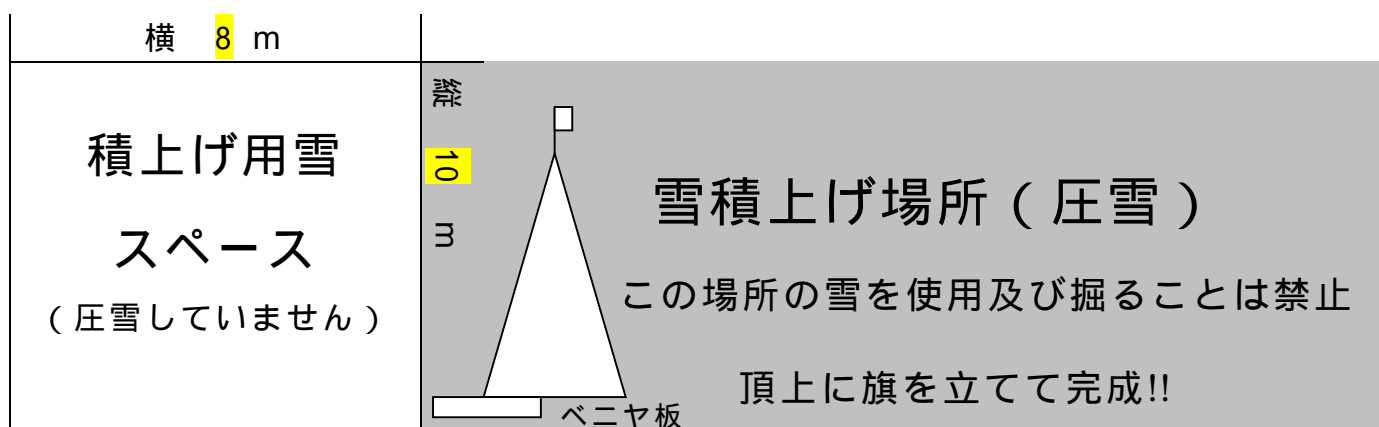 横 8 m
積上げ用雪
スペース
(圧雪していません)
縦 10 m
雪積上げ場所(圧雪)
この場所の雪を使用及び掘ることは禁止
頂上に旗を立てて完成!!
ベニヤ板